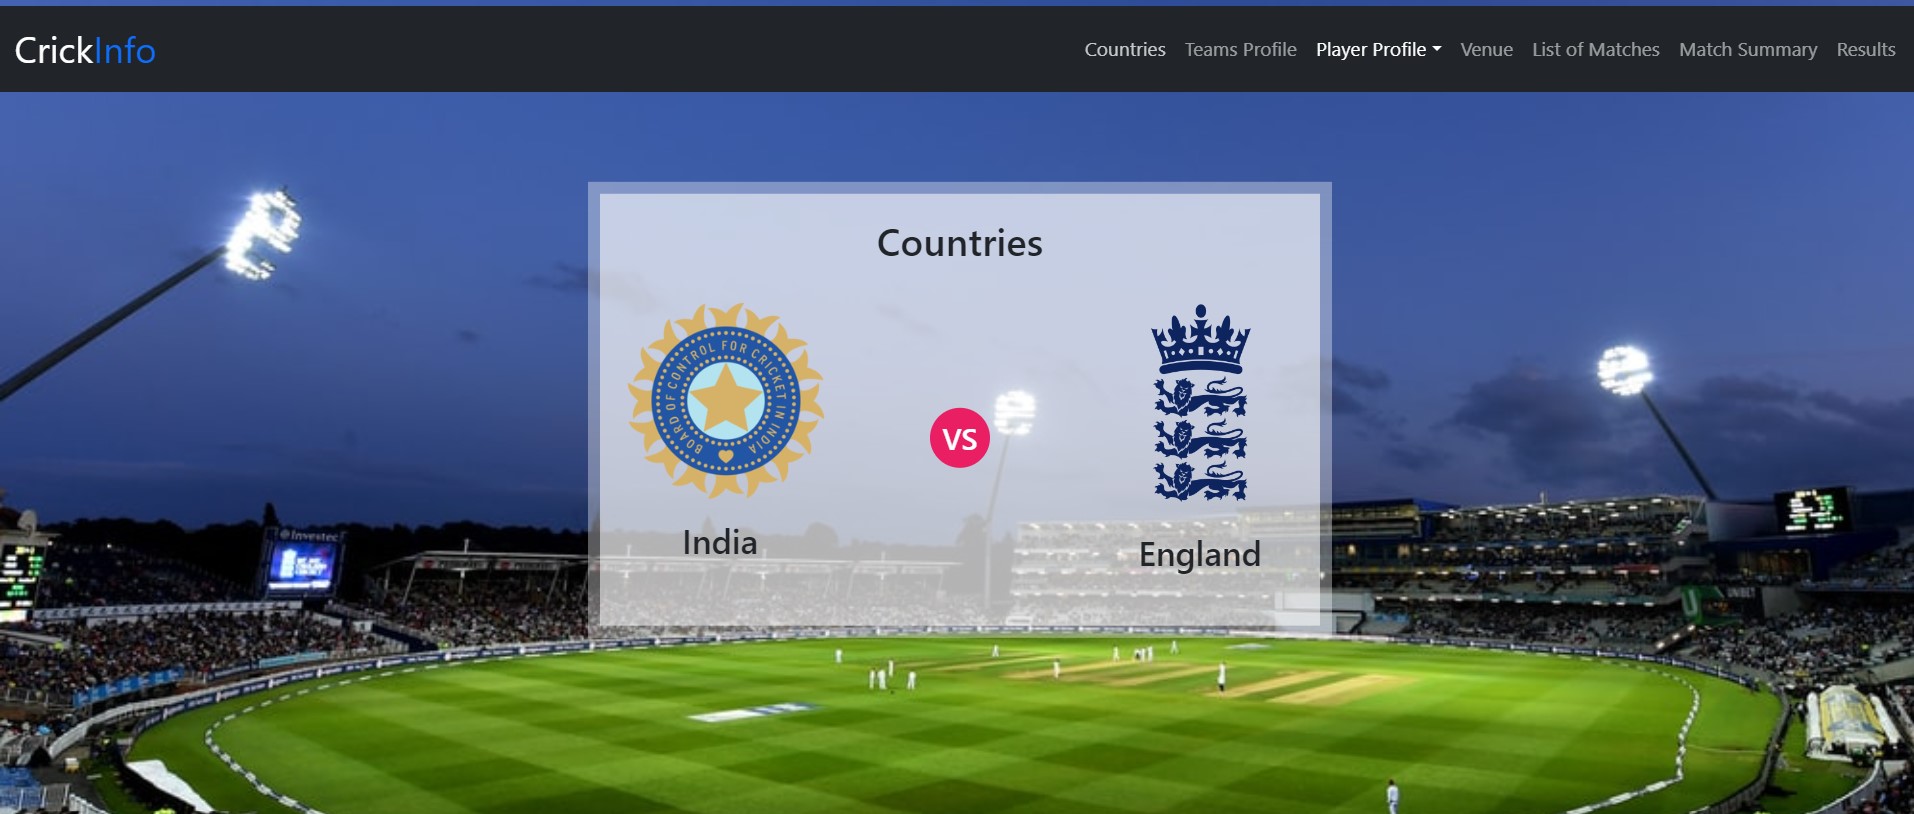 CrickInfo
Countries Teams Profile Player Profile Venue List of Matches Match Summary Results
Countries
BOARD OF CONTROL FOR CRICKET IN INDIA
VS
India
England
Investec